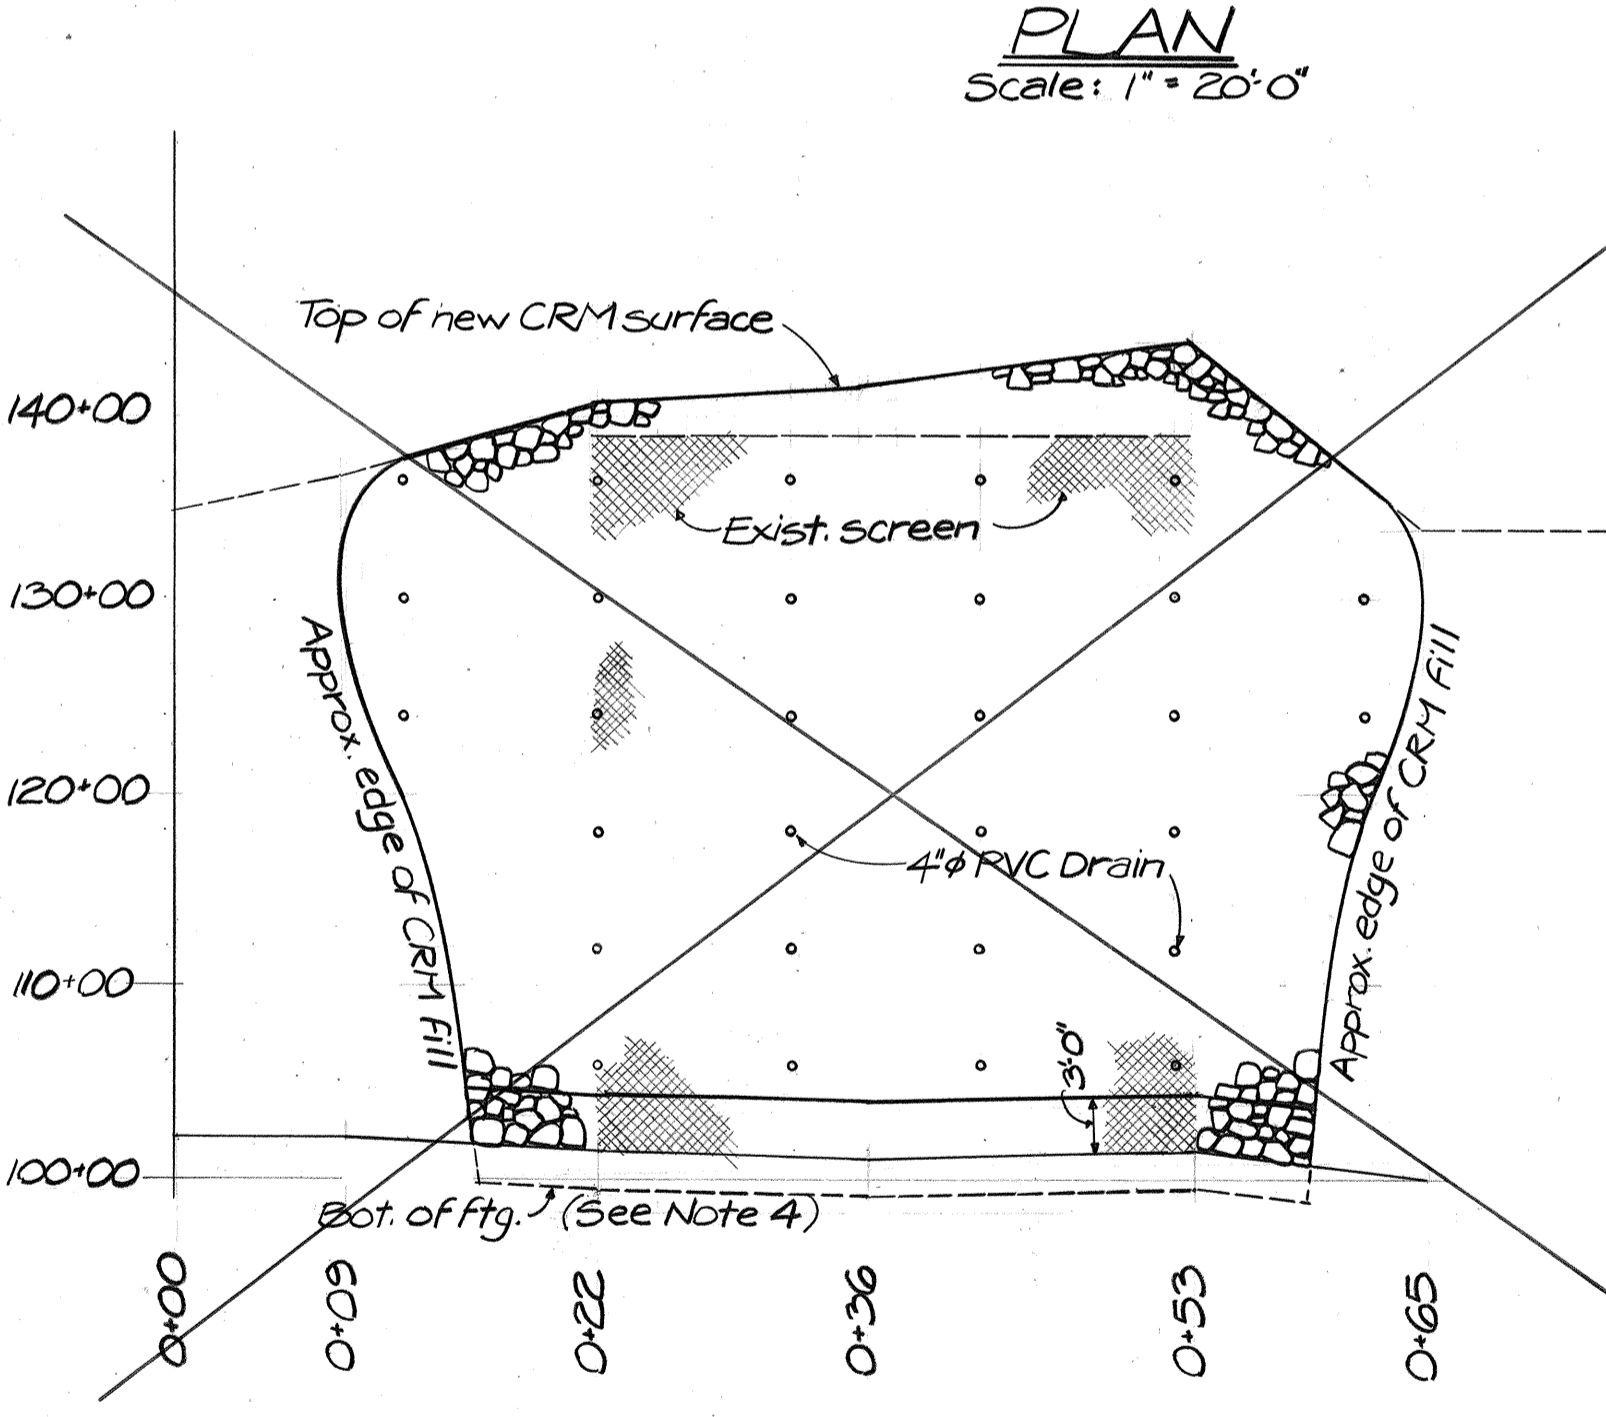 PLAN
Scale: 1" = 20'-0"
Top of new CRM surface
140+00
Exist. screen
130+00
Approx. edge of CRM fill
Approx. edge of CRM fill
120+00
4"ϕ PVC Drain
110+00
3'-0"
100+00
Bot. of ftg. (See Note 4)
0+00
0+09
0+22
0+36
0+53
0+65